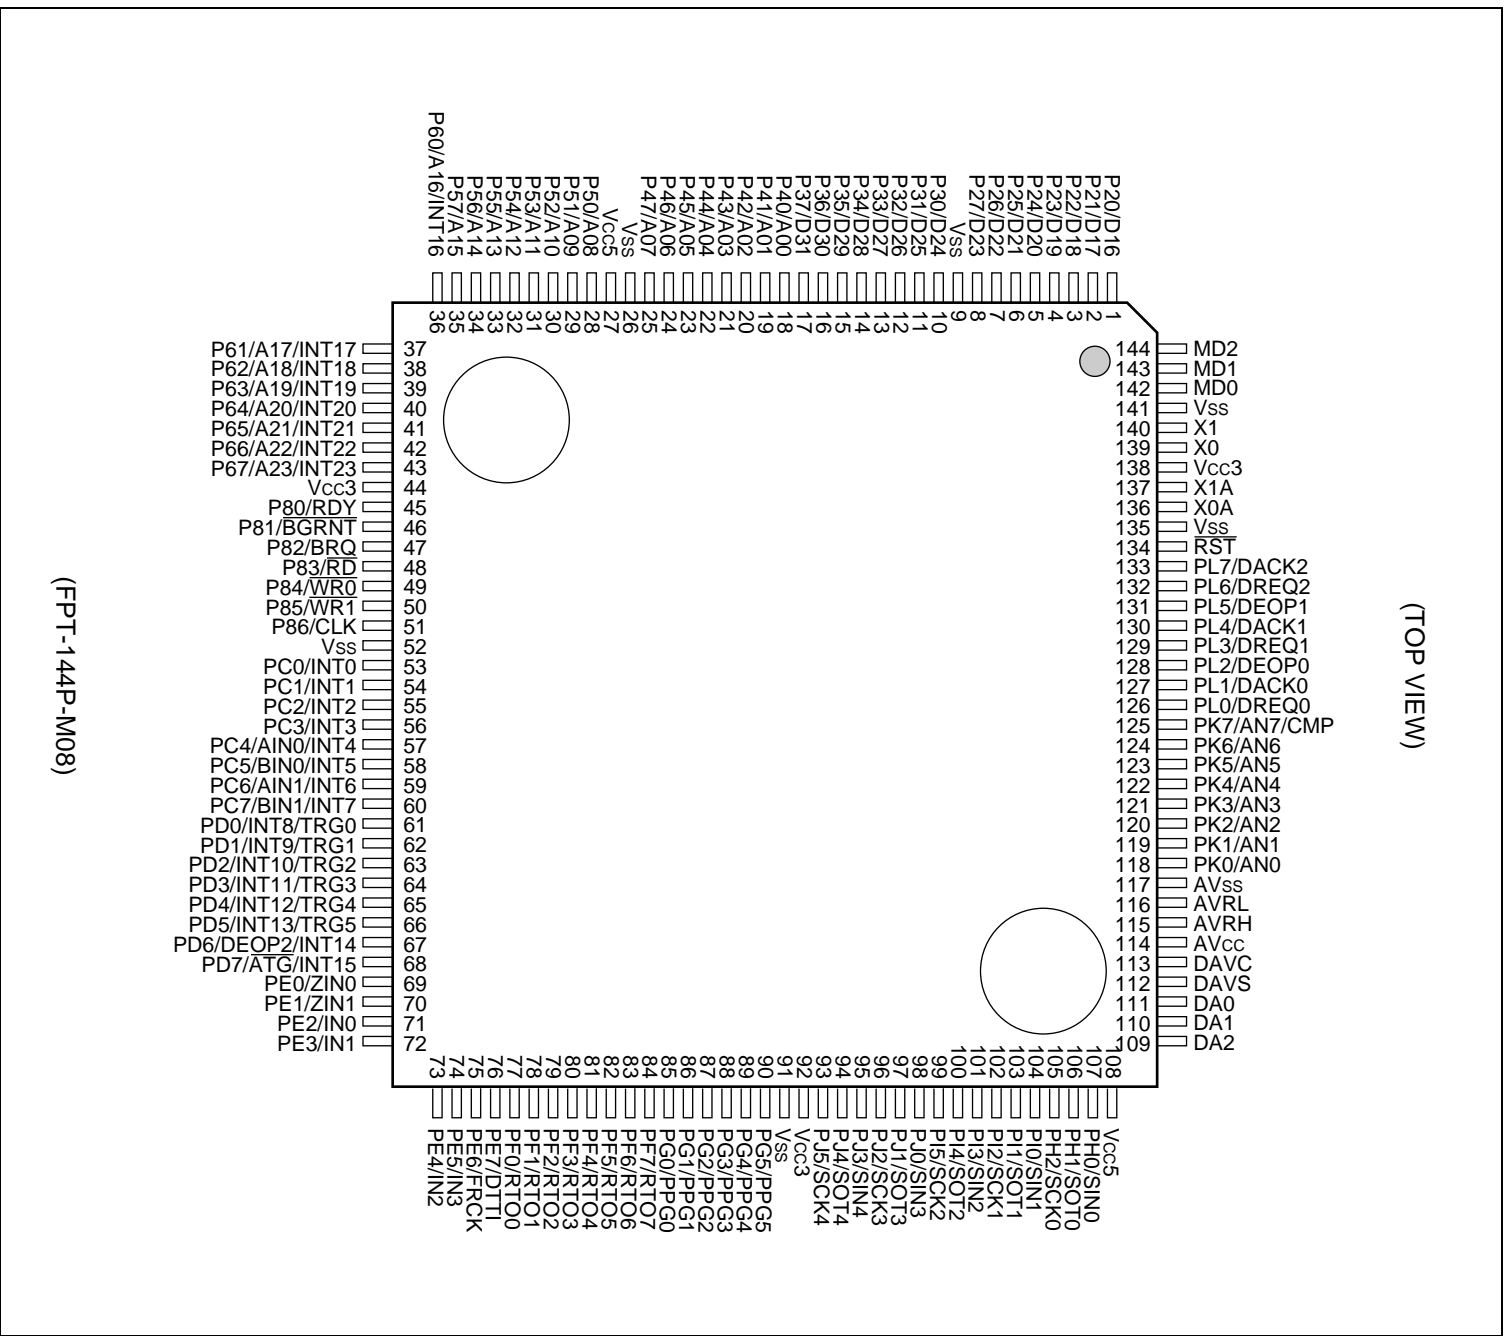 (TOP VIEW)
P20/D16 1
P21/D17 2
P22/D18 3
P23/D19 4
P24/D20 5
P25/D21 6
P26/D22 7
P27/D23 8
Vss 9
P30/D24 10
P31/D25 11
P32/D26 12
P33/D27 13
P34/D28 14
P35/D29 15
P36/D30 16
P37/D31 17
P40/A00 18
P41/A01 19
P42/A02 20
P43/A03 21
P44/A04 22
P45/A05 23
P46/A06 24
P47/A07 25
Vss 26
Vcc5 27
P50/A08 28
P51/A09 29
P52/A10 30
P53/A11 31
P54/A12 32
P55/A13 33
P56/A14 34
P57/A15 35
P60/A16/INT16 36
P61/A17/INT17 37
P62/A18/INT18 38
P63/A19/INT19 39
P64/A20/INT20 40
P65/A21/INT21 41
P66/A22/INT22 42
P67/A23/INT23 43
Vcc3 44
P80/RDY 45
P81/BGRNT 46
P82/BRQ 47
P83/RD 48
P84/WR0 49
P85/WR1 50
P86/CLK 51
Vss 52
PC0/INT0 53
PC1/INT1 54
PC2/INT2 55
PC3/INT3 56
PC4/AIN0/INT4 57
PC5/BIN0/INT5 58
PC6/AIN1/INT6 59
PC7/BIN1/INT7 60
PD0/INT8/TRG0 61
PD1/INT9/TRG1 62
PD2/INT10/TRG2 63
PD3/INT11/TRG3 64
PD4/INT12/TRG4 65
PD5/INT13/TRG5 66
PD6/DEOP2/INT14 67
PD7/ATG/INT15 68
PE0/ZIN0 69
PE1/ZIN1 70
PE2/IN0 71
PE3/IN1 72
73 PE4/IN2
74 PE5/IN3
75 PE6/FRCK
76 PE7/DTTI
77 PF0/RTO0
78 PF1/RTO1
79 PF2/RTO2
80 PF3/RTO3
81 PF4/RTO4
82 PF5/RTO5
83 PF6/RTO6
84 PF7/RTO7
85 PG0/PPG0
86 PG1/PPG1
87 PG2/PPG2
88 PG3/PPG3
89 PG4/PPG4
90 PG5/PPG5
91 Vss
92 Vcc3
93 PJ5/SCK4
94 PJ4/SOT4
95 PJ3/SIN4
96 PJ2/SCK3
97 PJ1/SOT3
98 PJ0/SIN3
99 PI5/SCK2
100 PI4/SOT2
101 PI3/SIN2
102 PI2/SCK1
103 PI1/SOT1
104 PI0/SIN1
105 PH2/SCK0
106 PH1/SOT0
107 PH0/SIN0
108 Vcc5
109 DA2
110 DA1
111 DA0
112 DAVS
113 DAVC
114 AVcc
115 AVRH
116 AVRL
117 AVss
118 PK0/AN0
119 PK1/AN1
120 PK2/AN2
121 PK3/AN3
122 PK4/AN4
123 PK5/AN5
124 PK6/AN6
125 PK7/AN7/CMP
126 PL0/DREQ0
127 PL1/DACK0
128 PL2/DEOP0
129 PL3/DREQ1
130 PL4/DACK1
131 PL5/DEOP1
132 PL6/DREQ2
133 PL7/DACK2
134 RST
135 Vss
136 X0A
137 X1A
138 Vcc3
139 X0
140 X1
141 Vss
142 MD0
143 MD1
144 MD2
(FPT-144P-M08)